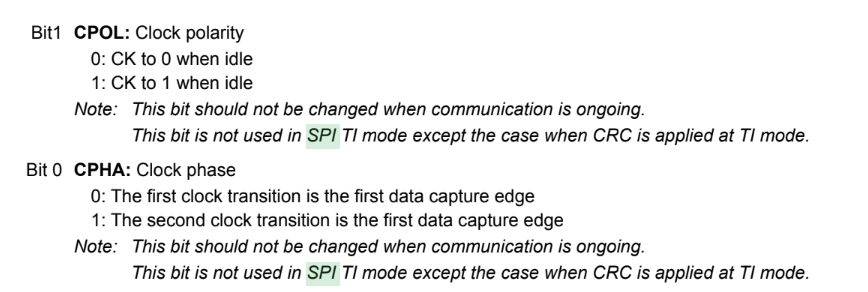 Bit1 CPOL: Clock polarity
0: CK to 0 when idle
1: CK to 1 when idle
Note: This bit should not be changed when communication is ongoing.
This bit is not used in SPI TI mode except the case when CRC is applied at TI mode.
Bit 0 CPHA: Clock phase
0: The first clock transition is the first data capture edge
1: The second clock transition is the first data capture edge
Note: This bit should not be changed when communication is ongoing.
This bit is not used in SPI TI mode except the case when CRC is applied at TI mode.